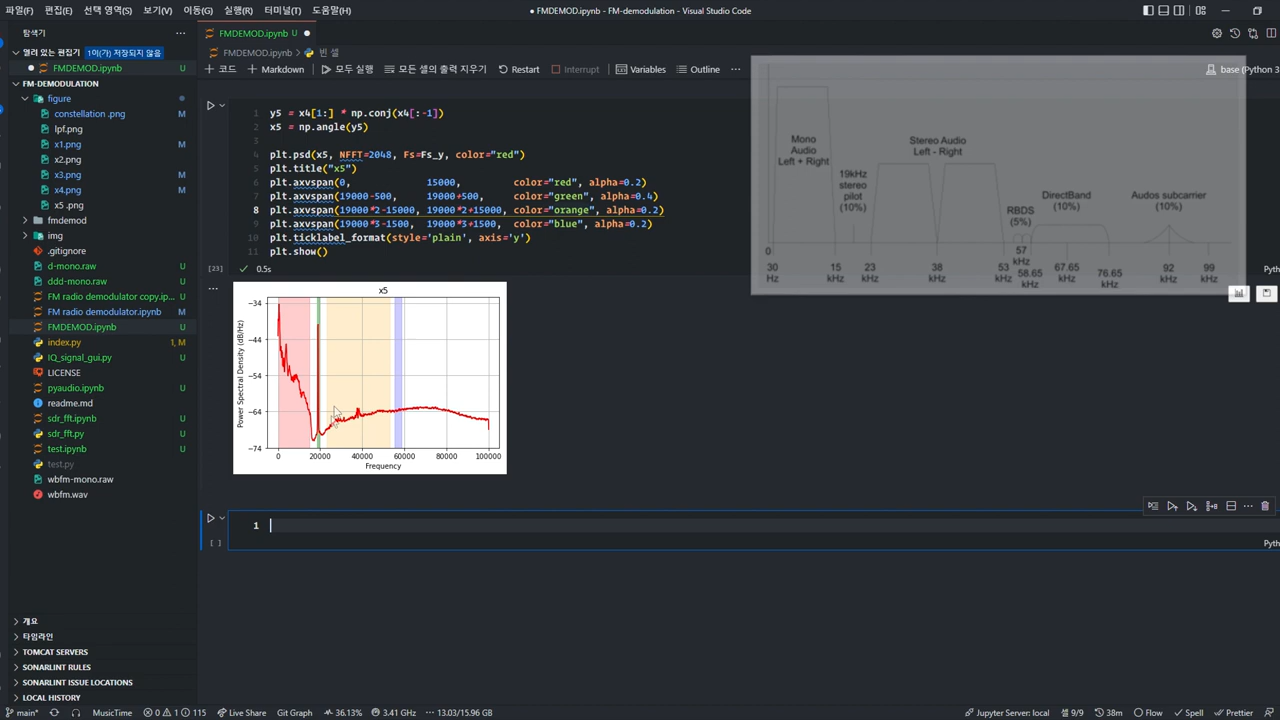 파일(F) 편집(E) 선택 영역(S) 보기(V) 이동(G) 실행(R) 터미널(T) 도움말(H)
● FMDEMOD.ipynb - FM-demodulation - Visual Studio Code
탐색기 ···
FMDEMOD.ipynb U ●
열려 있는 편집기 1이(가) 저장되지 않음
● FMDEMOD.ipynb U
FMDEMOD.ipynb > 빈 셀
FM-DEMODULATION
+ 코드 + Markdown 모두 실행 모든 셀의 출력 지우기 Restart Interrupt Variables Outline ··· base (Python 3
figure
constellation .png M
lpf.png
x1.png M
x2.png
x3.png M
x4.png M
x5 .png
fmdemod
img
.gitignore
d-mono.raw U
ddd-mono.raw U
FM radio demodulator copy.ip... U
FM radio demodulator.ipynb M
FMDEMOD.ipynb U
index.py 1, M
IQ_signal_gui.py U
LICENSE
pyaudio.ipynb U
readme.md
sdr_fft.ipynb U
sdr_fft.py U
test.ipynb U
test.py
wbfm-mono.raw
wbfm.wav
개요
타임라인
TOMCAT SERVERS
SONARLINT RULES
SONARLINT ISSUE LOCATIONS
LOCAL HISTORY
1 y5 = x4[1:] * np.conj(x4[:-1])
2 x5 = np.angle(y5)
3
4 plt.psd(x5, NFFT=2048, Fs=Fs_y, color="red")
5 plt.title("x5")
6 plt.axvspan(0, 15000, color="red", alpha=0.2)
7 plt.axvspan(19000-500, 19000+500, color="green", alpha=0.4)
8 plt.axvspan(19000*2-15000, 19000*2+15000, color="orange", alpha=0.2)
9 plt.axvspan(19000*3-1500, 19000*3+1500, color="blue", alpha=0.2)
10 plt.ticklabel_format(style='plain', axis='y')
11 plt.show()
[23] ✓ 0.5s
Pyth
Mono
Audio
Left + Right
19kHz
stereo
pilot
(10%)
Stereo Audio
Left - Right
RBDS
(5%)
DirectBand
(10%)
Audos subcarrier
(10%)
0
30
Hz
15
kHz
23
kHz
38
kHz
53
kHz
57
kHz
58.65
kHz
67.65
kHz
76.65
kHz
92
kHz
99
kHz
···
x5
Power Spectral Density (dB/Hz)
−34
−44
−54
−64
−74
0 20000 40000 60000 80000 100000
Frequency
···
1
[ ]
Pyth
main* MusicTime 0 1 115 Live Share Git Graph 36.13% 3.41 GHz 13.03/15.96 GB Jupyter Server: local 셀 9/9 38m Flow Spell Prettier